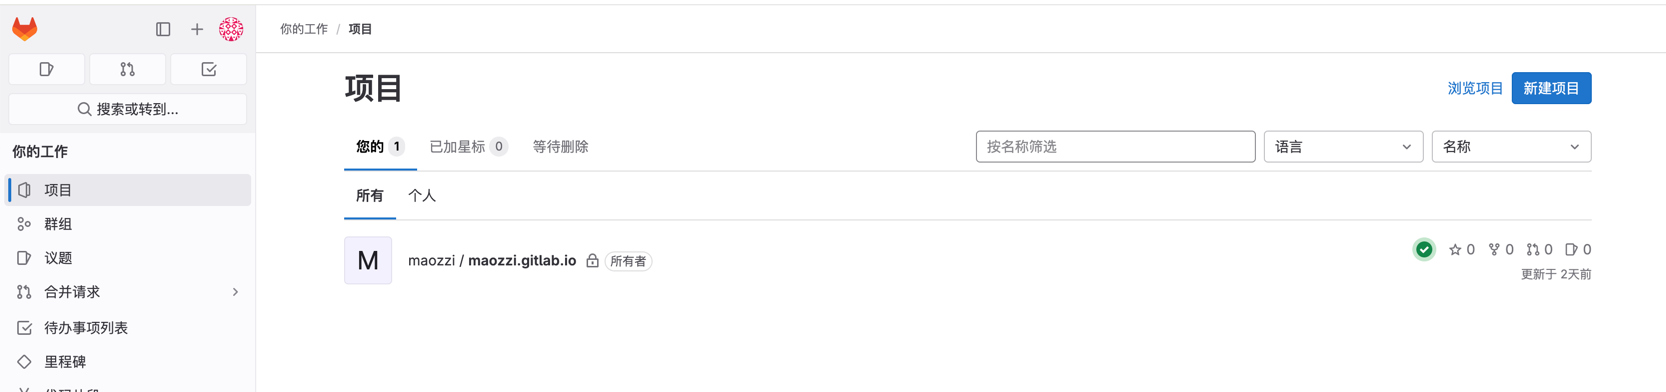 你的工作 / 项目
搜索或转到...
你的工作
项目
群组
议题
合并请求
待办事项列表
里程碑
项目
浏览项目
新建项目
您的 1
已加星标 0
等待删除
按名称筛选
语言
名称
所有
个人
M
maozzi / maozzi.gitlab.io
所有者
0 0 0 0
更新于 2天前